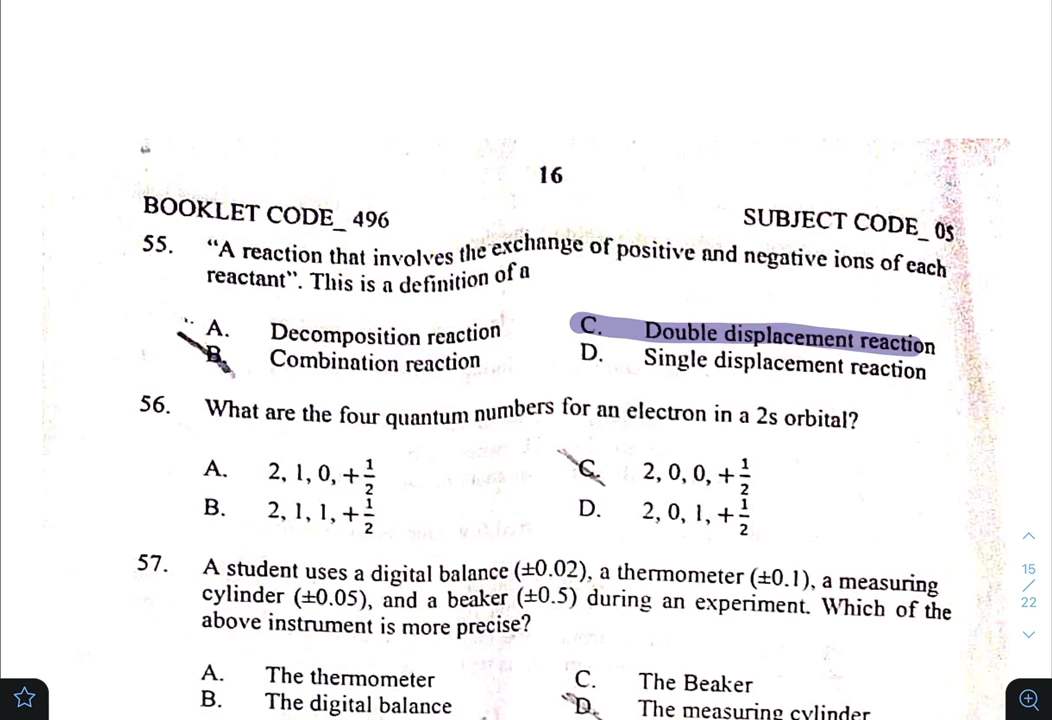 16
BOOKLET CODE_ 496
SUBJECT CODE_ 0S
55. “A reaction that involves the exchange of positive and negative ions of each
reactant”. This is a definition of a
A. Decomposition reaction
C. Double displacement reaction
B. Combination reaction
D. Single displacement reaction
56. What are the four quantum numbers for an electron in a 2s orbital?
A. 2, 1, 0, +1/2
C. 2, 0, 0, +1/2
B. 2, 1, 1, +1/2
D. 2, 0, 1, +1/2
57. A student uses a digital balance (±0.02), a thermometer (±0.1), a measuring
cylinder (±0.05), and a beaker (±0.5) during an experiment. Which of the
above instrument is more precise?
A. The thermometer
C. The Beaker
B. The digital balance
D. The measuring cylinder
15
/
22